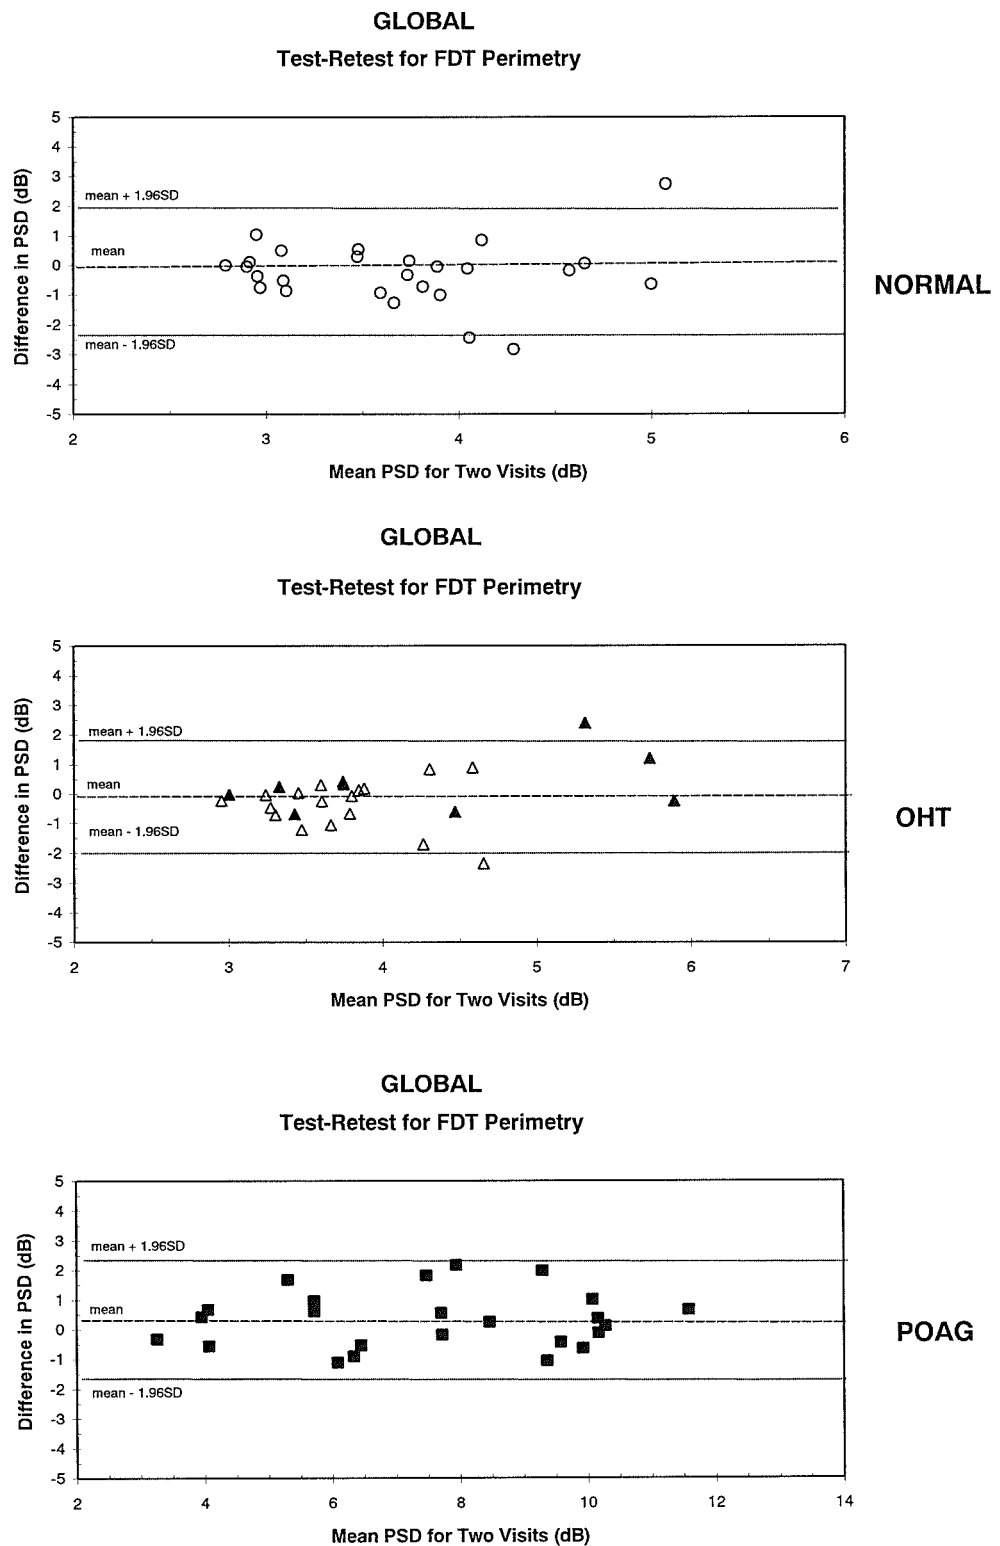 GLOBAL
Test-Retest for FDT Perimetry
5
4
3
2
1
0
-1
-2
-3
-4
-5
Difference in PSD (dB)
mean + 1.96SD
mean
mean - 1.96SD
2 3 4 5 6
Mean PSD for Two Visits (dB)
NORMAL
GLOBAL
Test-Retest for FDT Perimetry
5
4
3
2
1
0
-1
-2
-3
-4
-5
Difference in PSD (dB)
mean + 1.96SD
mean
mean - 1.96SD
2 3 4 5 6 7
Mean PSD for Two Visits (dB)
OHT
GLOBAL
Test-Retest for FDT Perimetry
5
4
3
2
1
0
-1
-2
-3
-4
-5
Difference in PSD (dB)
mean + 1.96SD
mean
mean - 1.96SD
2 4 6 8 10 12 14
Mean PSD for Two Visits (dB)
POAG